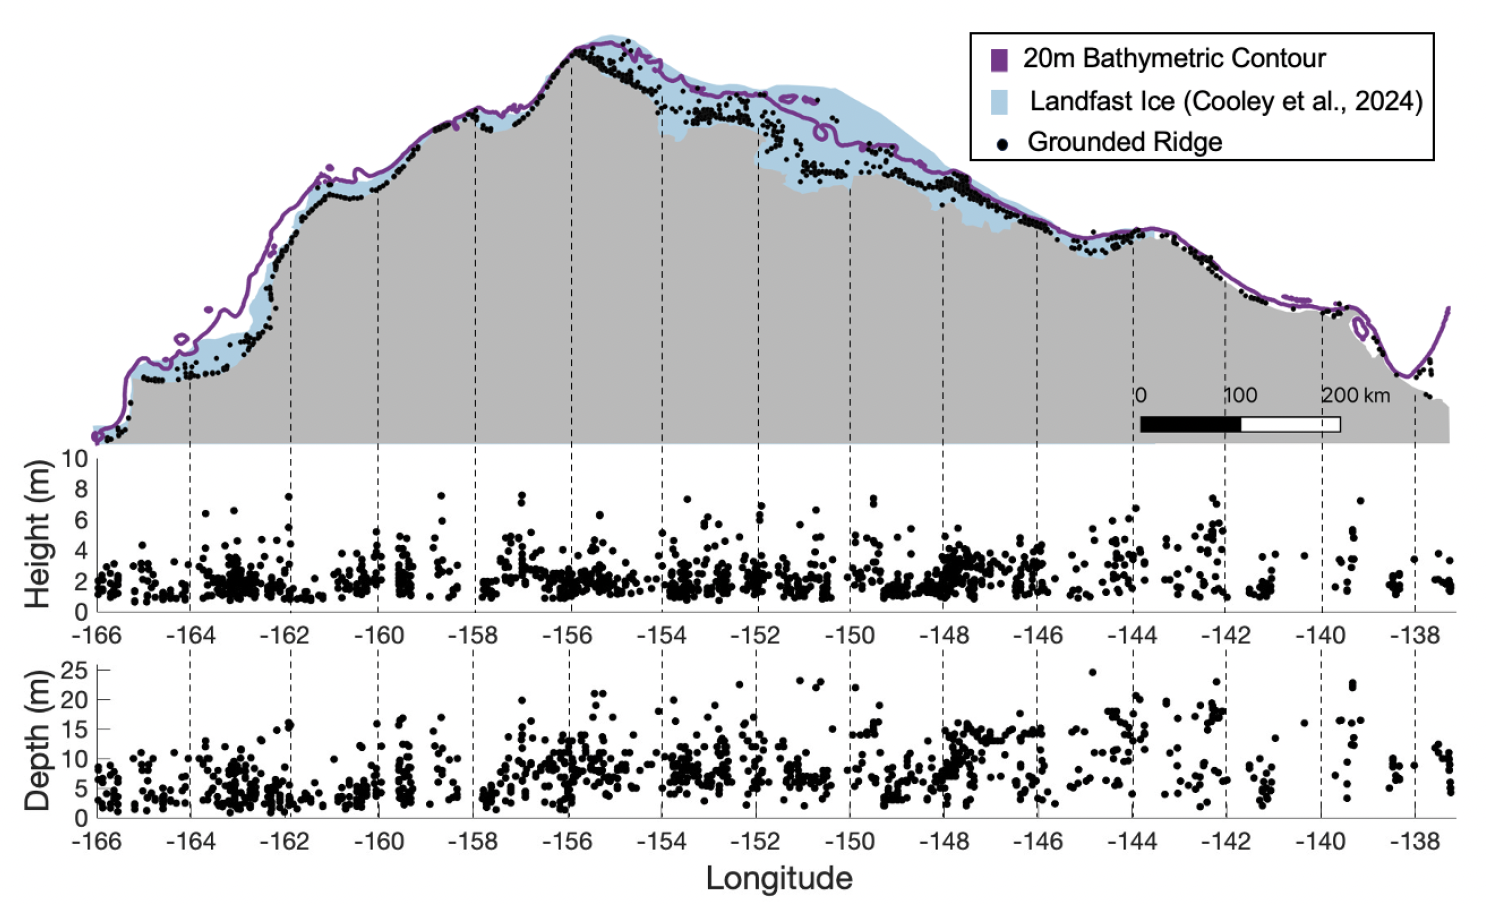 20m Bathymetric Contour
Landfast Ice (Cooley et al., 2024)
Grounded Ridge
0 100 200 km
Height (m)
10
8
6
4
2
0
-166 -164 -162 -160 -158 -156 -154 -152 -150 -148 -146 -144 -142 -140 -138
Depth (m)
25
20
15
10
5
0
-166 -164 -162 -160 -158 -156 -154 -152 -150 -148 -146 -144 -142 -140 -138
Longitude